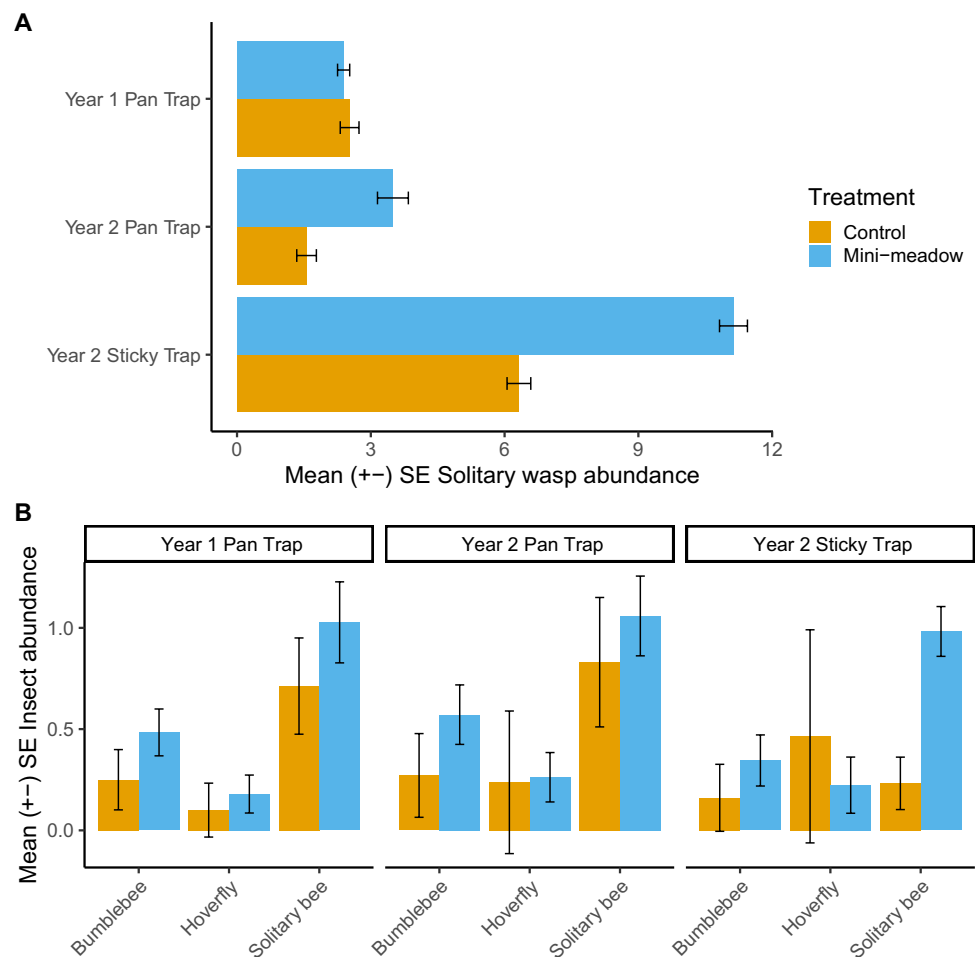 A
Year 1 Pan Trap
Year 2 Pan Trap
Year 2 Sticky Trap
0 3 6 9 12
Mean (+−) SE Solitary wasp abundance
Treatment
Control
Mini−meadow
B
Year 1 Pan Trap Year 2 Pan Trap Year 2 Sticky Trap
Mean (+−) SE Insect abundance
1.0
0.5
0.0
Bumblebee Hoverfly Solitary bee Bumblebee Hoverfly Solitary bee Bumblebee Hoverfly Solitary bee